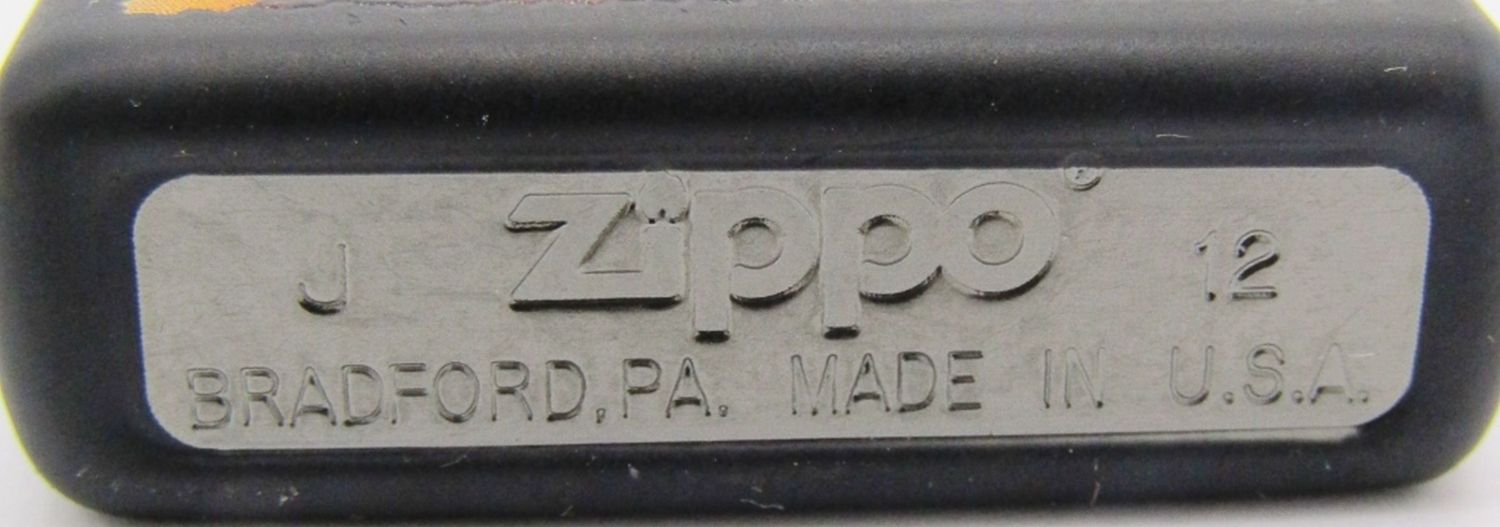 J Zippo® 12
BRADFORD, PA. MADE IN U.S.A.